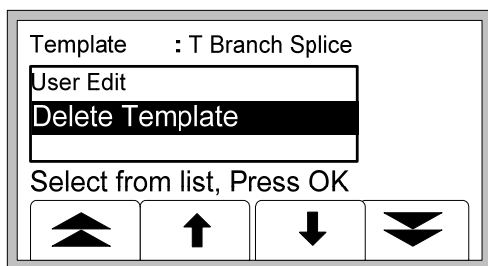 Template : T Branch Splice
User Edit
Delete Template
Select from list, Press OK